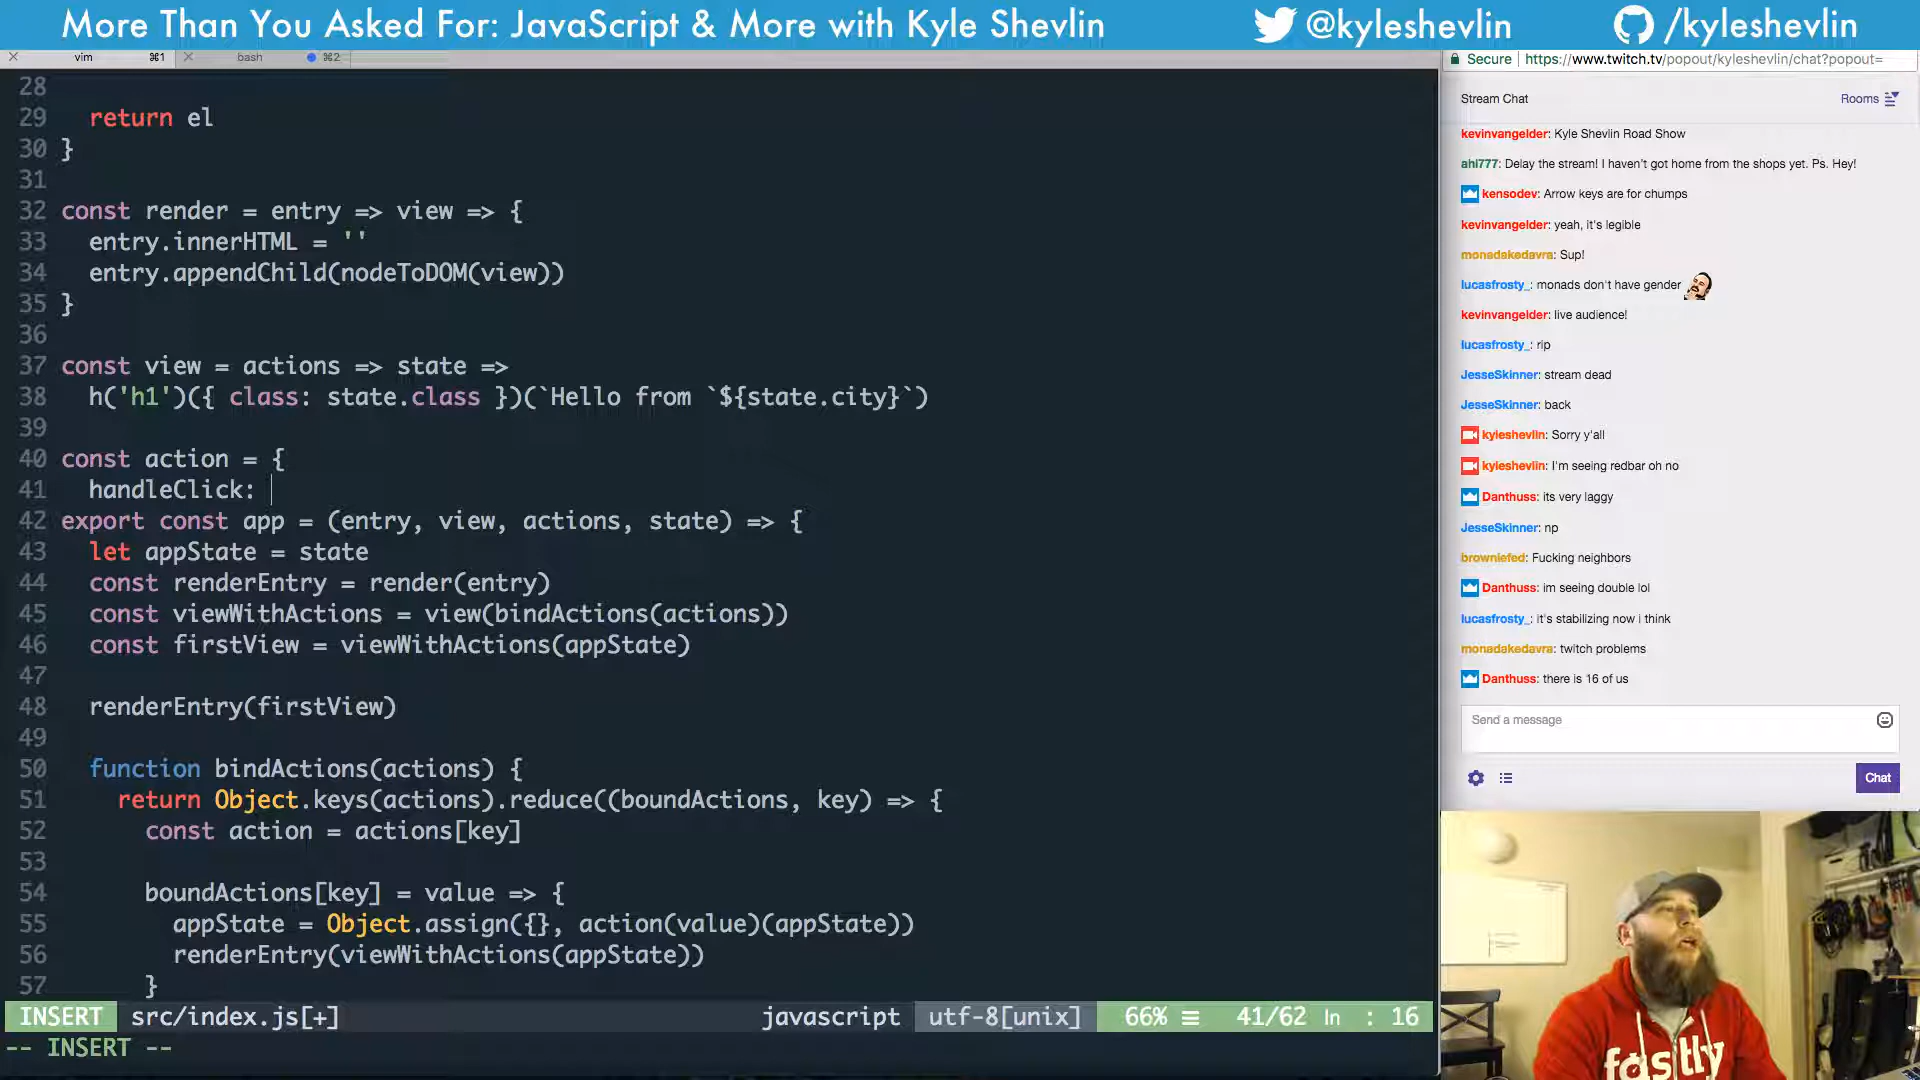 More Than You Asked For: JavaScript & More with Kyle Shevlin
@kyleshevlin
/kyleshevlin
vim ⌘1
bash ⌘2
28
29 return el
30 }
31
32 const render = entry => view => {
33 entry.innerHTML = ''
34 entry.appendChild(nodeToDOM(view))
35 }
36
37 const view = actions => state =>
38 h('h1')({ class: state.class })(`Hello from `${state.city}`)
39
40 const action = {
41 handleClick:
42 export const app = (entry, view, actions, state) => {
43 let appState = state
44 const renderEntry = render(entry)
45 const viewWithActions = view(bindActions(actions))
46 const firstView = viewWithActions(appState)
47
48 renderEntry(firstView)
49
50 function bindActions(actions) {
51 return Object.keys(actions).reduce((boundActions, key) => {
52 const action = actions[key]
53
54 boundActions[key] = value => {
55 appState = Object.assign({}, action(value)(appState))
56 renderEntry(viewWithActions(appState))
57 }
INSERT src/index.js[+] javascript utf-8[unix] 66% ≡ 41/62 ln : 16
-- INSERT --
Secure https://www.twitch.tv/popout/kyleshevlin/chat?popout=
Stream Chat
Rooms
kevinvangelder: Kyle Shevlin Road Show
ahl777: Delay the stream! I haven't got home from the shops yet. Ps. Hey!
kensodev: Arrow keys are for chumps
kevinvangelder: yeah, it's legible
monadakedavra: Sup!
lucasfrosty_: monads don't have gender
kevinvangelder: live audience!
lucasfrosty_: rip
JesseSkinner: stream dead
JesseSkinner: back
kyleshevlin: Sorry y'all
kyleshevlin: I'm seeing redbar oh no
Danthuss: its very laggy
JesseSkinner: np
browniefed: Fucking neighbors
Danthuss: im seeing double lol
lucasfrosty_: it's stabilizing now i think
monadakedavra: twitch problems
Danthuss: there is 16 of us
Send a message
Chat
fastly